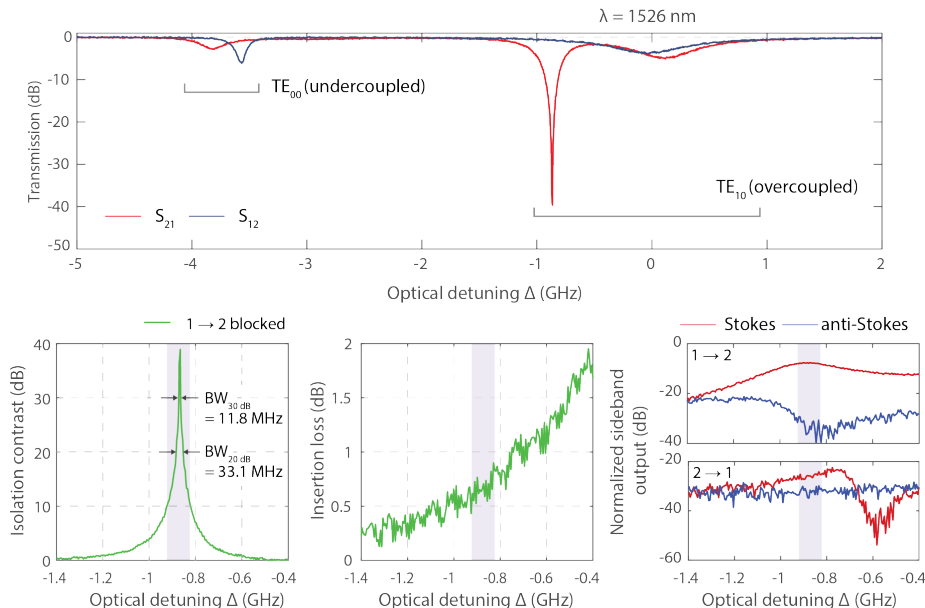 λ = 1526 nm
0
-10
-20
-30
-40
-50
Transmission (dB)
TE00 (undercoupled)
TE10 (overcoupled)
S21
S12
-5
-4
-3
-2
-1
0
1
2
Optical detuning Δ (GHz)
1 → 2 blocked
40
30
20
10
0
Isolation contrast (dB)
BW30 dB
= 11.8 MHz
BW20 dB
= 33.1 MHz
-1.4
-1.2
-1
-0.8
-0.6
-0.4
Optical detuning Δ (GHz)
2
1.5
1
0.5
0
Insertion loss (dB)
-1.4
-1.2
-1
-0.8
-0.6
-0.4
Optical detuning Δ (GHz)
Stokes
anti-Stokes
1 → 2
0
-20
-40
2 → 1
-20
-40
-60
Normalized sideband
output (dB)
-1.4
-1.2
-1
-0.8
-0.6
-0.4
Optical detuning Δ (GHz)